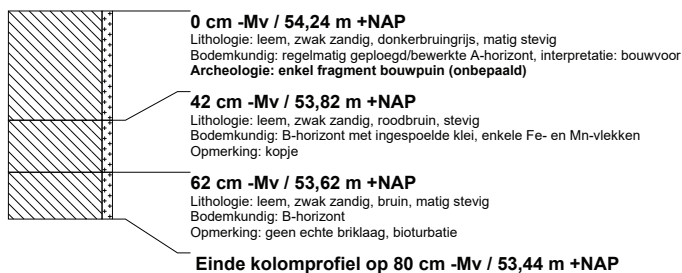 0 cm -Mv / 54,24 m +NAP
Lithologie: leem, zwak zandig, donkerbruingrijs, matig stevig
Bodemkundig: regelmatig geploegd/bewerkte A-horizont, interpretatie: bouwvoor
Archeologie: enkel fragment bouwpuin (onbepaald)
42 cm -Mv / 53,82 m +NAP
Lithologie: leem, zwak zandig, roodbruin, stevig
Bodemkundig: B-horizont met ingespoelde klei, enkele Fe- en Mn-vlekken
Opmerking: kopje
62 cm -Mv / 53,62 m +NAP
Lithologie: leem, zwak zandig, bruin, matig stevig
Bodemkundig: B-horizont
Opmerking: geen echte briklaag, bioturbatie
Einde kolomprofiel op 80 cm -Mv / 53,44 m +NAP